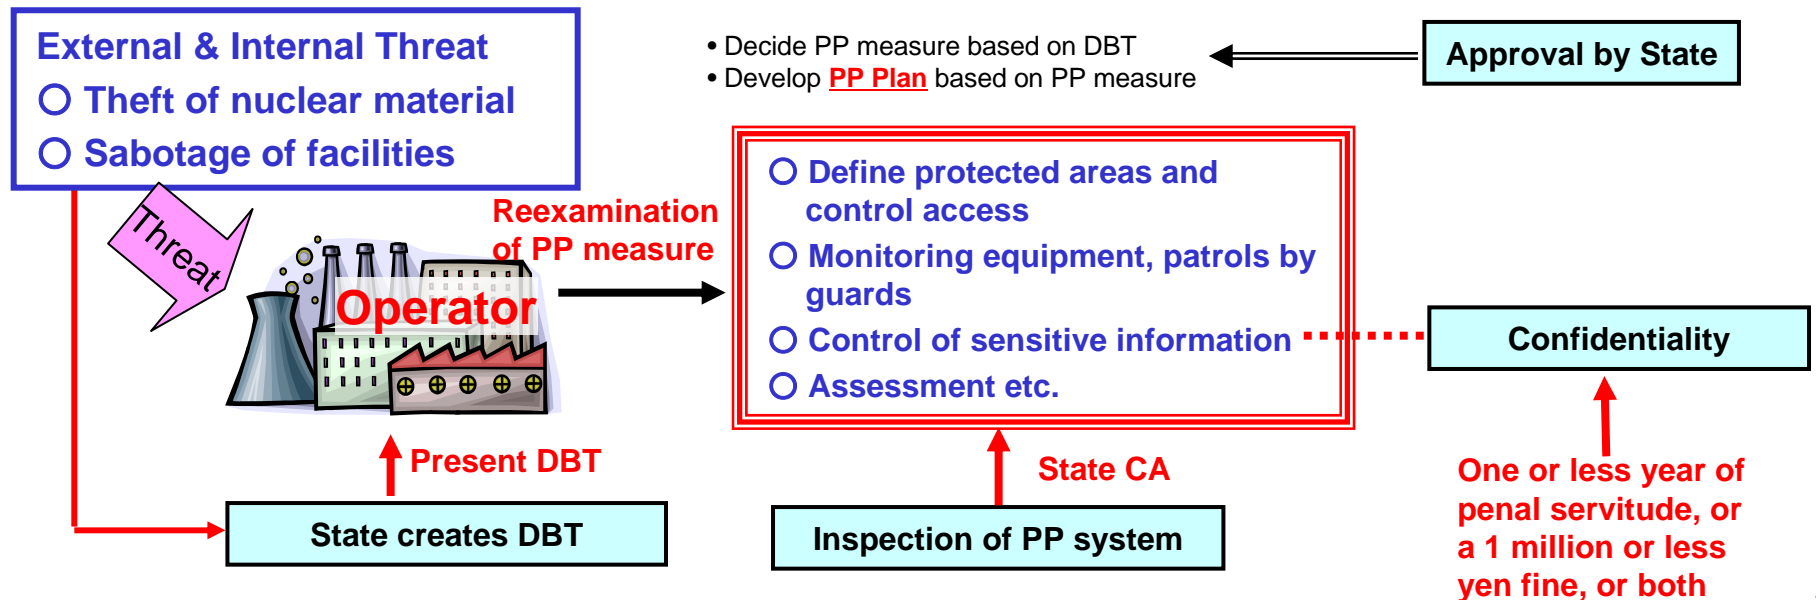 External & Internal Threat
○ Theft of nuclear material
○ Sabotage of facilities
• Decide PP measure based on DBT
• Develop PP Plan based on PP measure
Approval by State
Threat
Operator
Reexamination
of PP measure
○ Define protected areas and
control access
○ Monitoring equipment, patrols by
guards
○ Control of sensitive information
○ Assessment etc.
Confidentiality
Present DBT
State CA
One or less year of
penal servitude, or
a 1 million or less
yen fine, or both
State creates DBT
Inspection of PP system